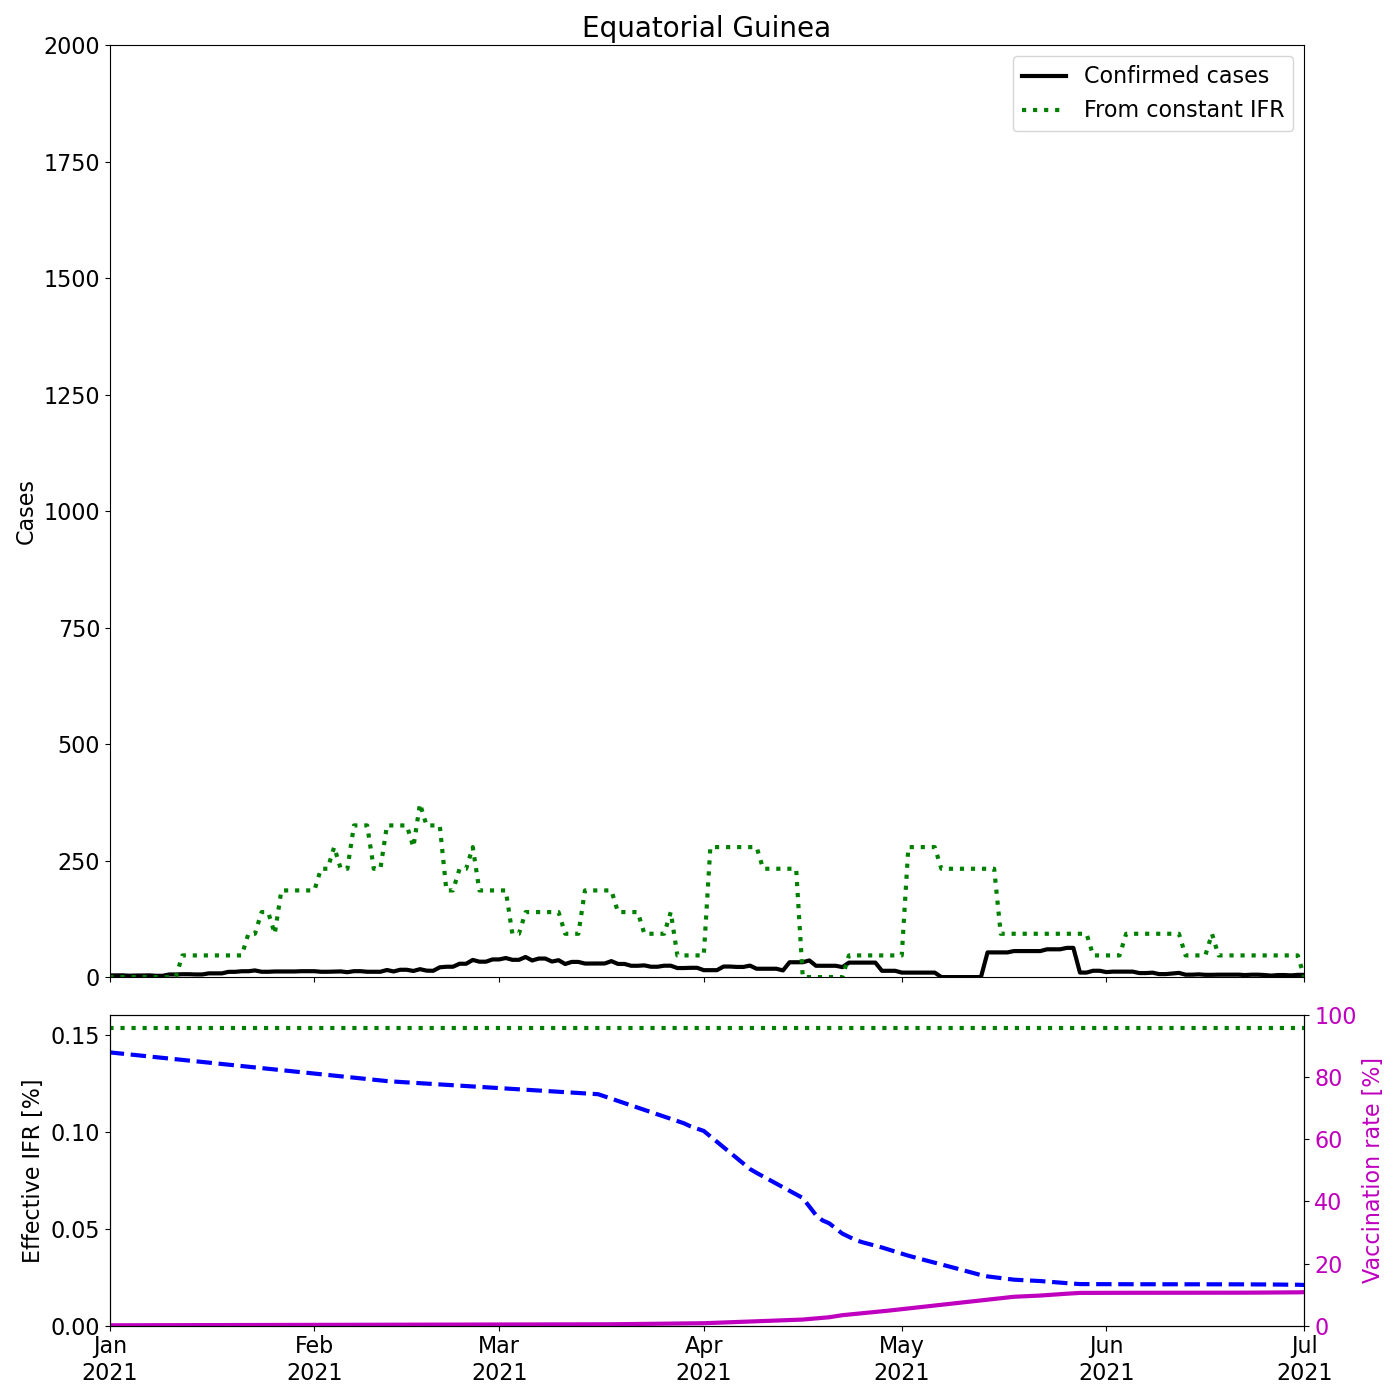 Equatorial Guinea
Confirmed cases
From constant IFR
Cases
2000
1750
1500
1250
1000
750
500
250
0
Effective IFR [%]
0.15
0.10
0.05
0.00
100
80
60
40
20
0
Vaccination rate [%]
Jan
2021
Feb
2021
Mar
2021
Apr
2021
May
2021
Jun
2021
Jul
2021